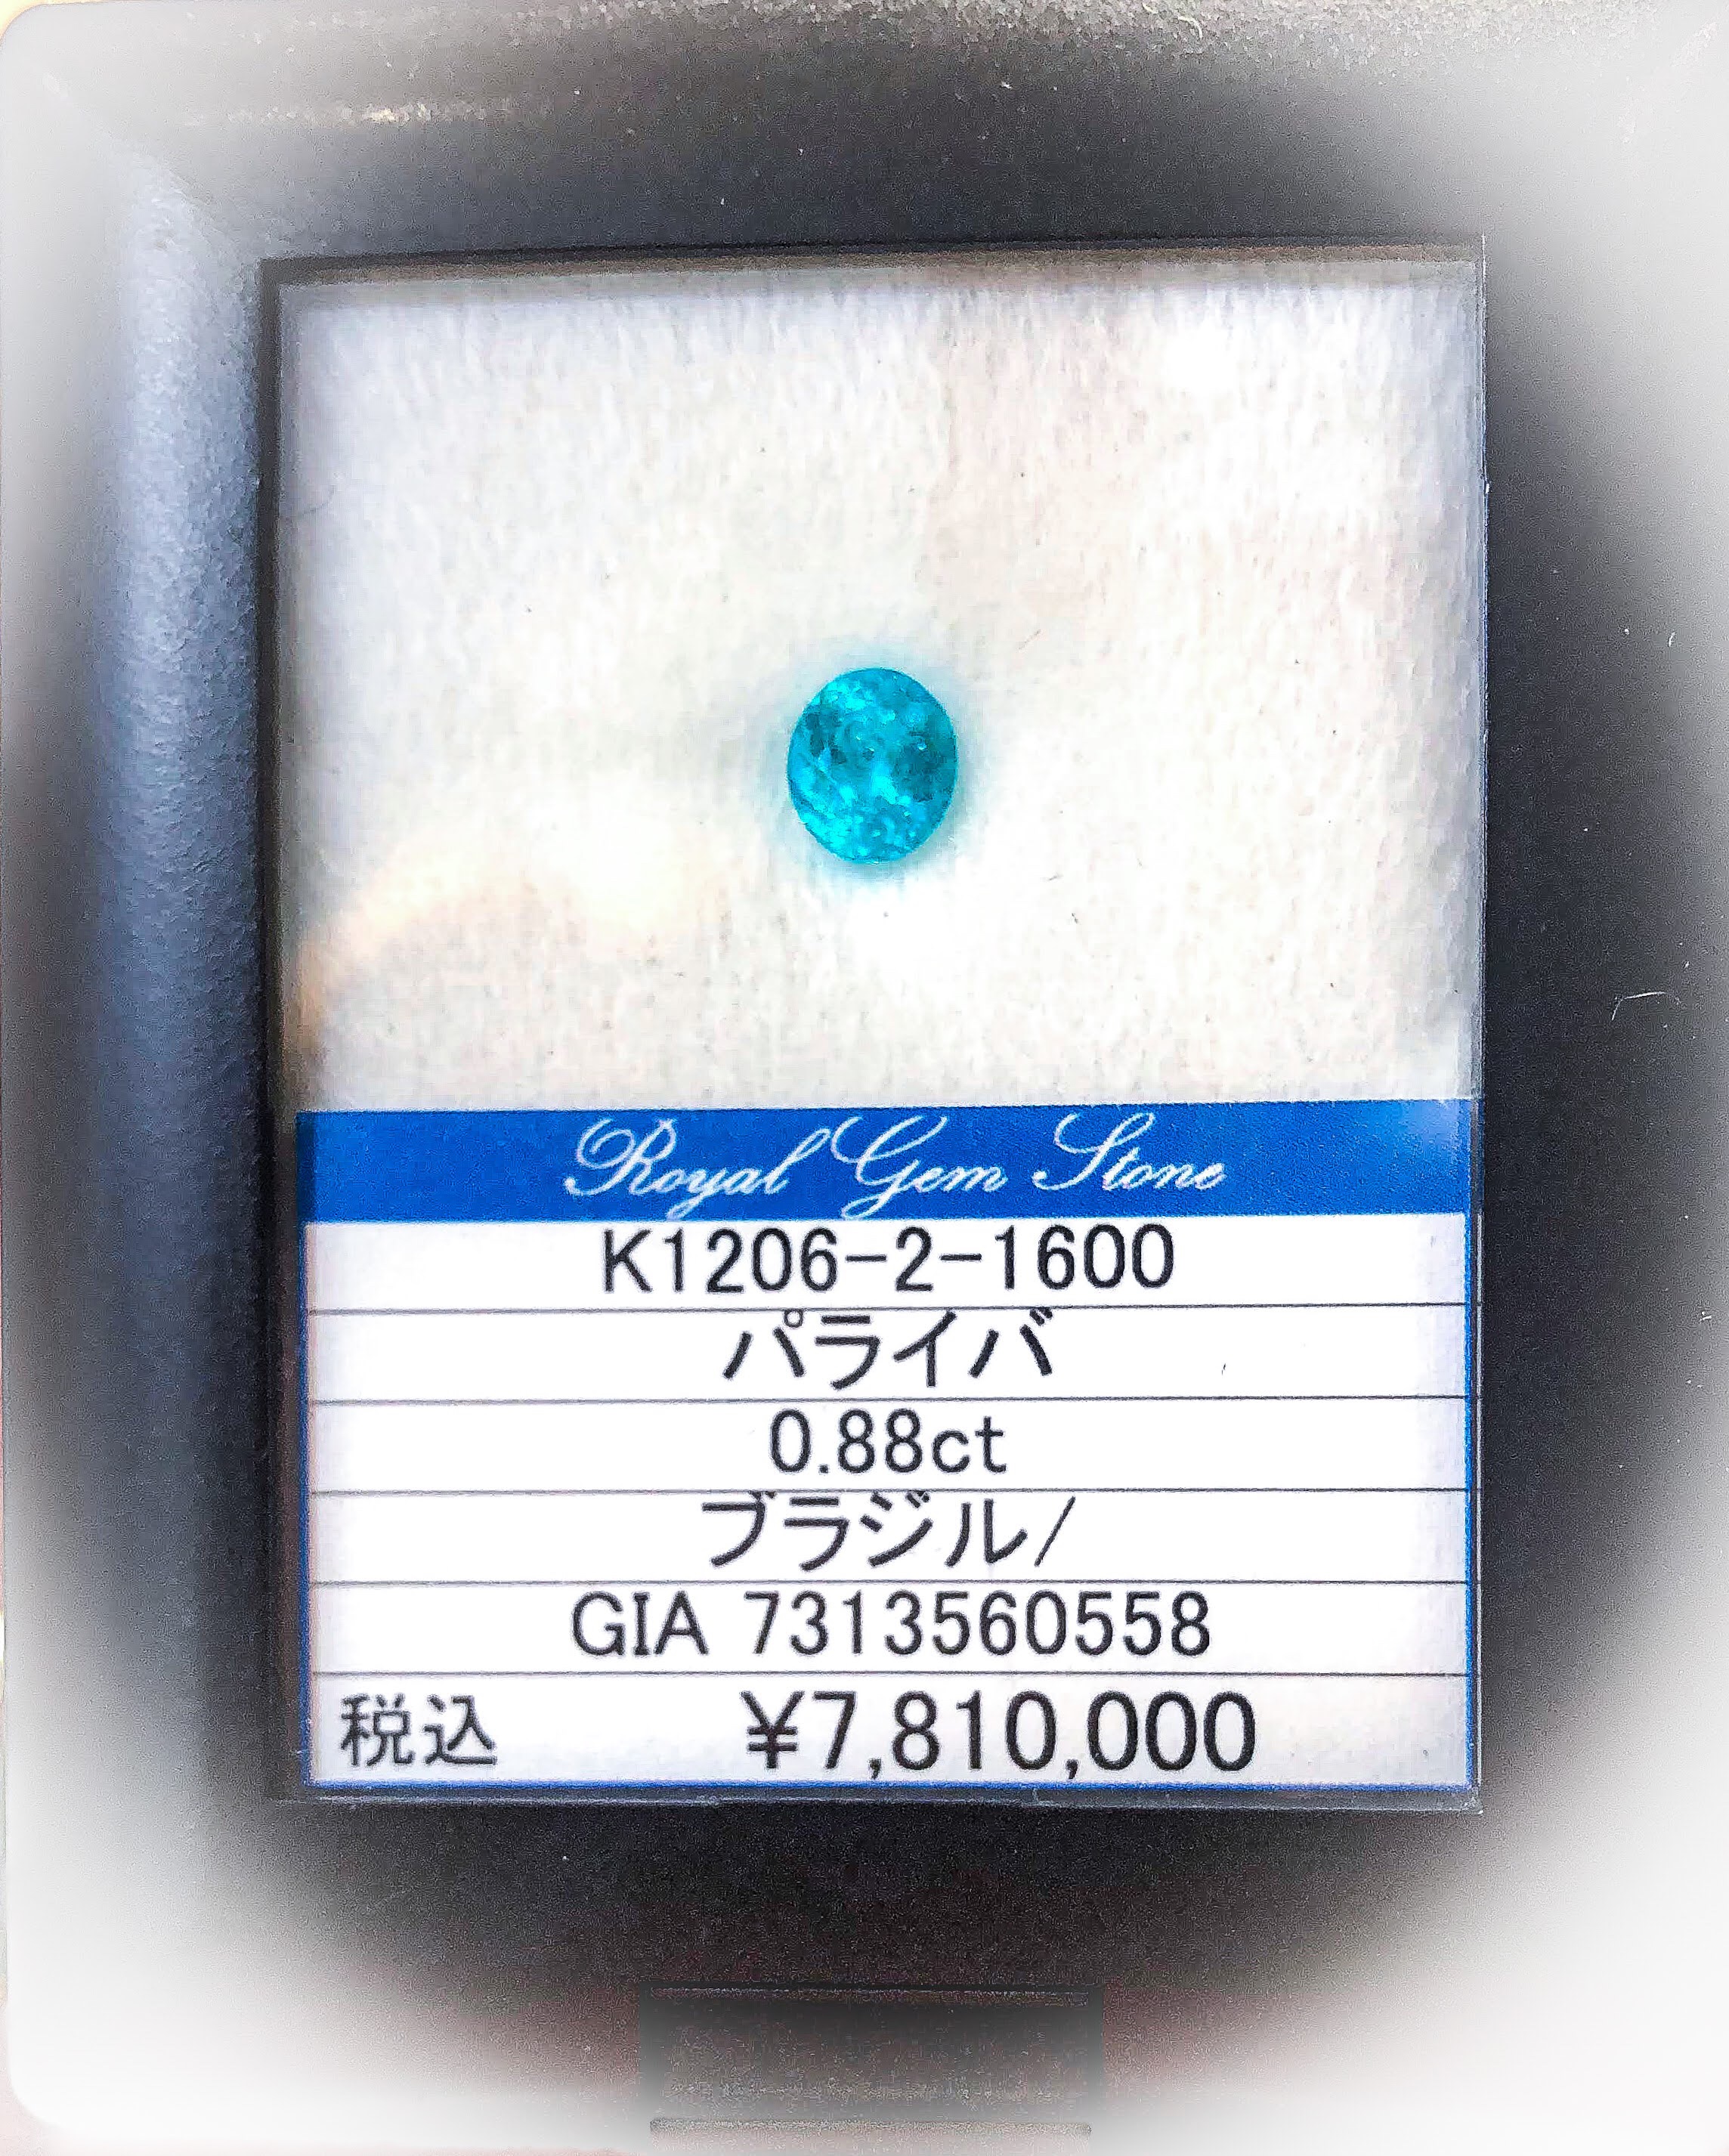 Royal Gem Stone
K1206-2-1600
パライバ
0.88ct
ブラジル/
GIA 7313560558
税込 ¥7,810,000